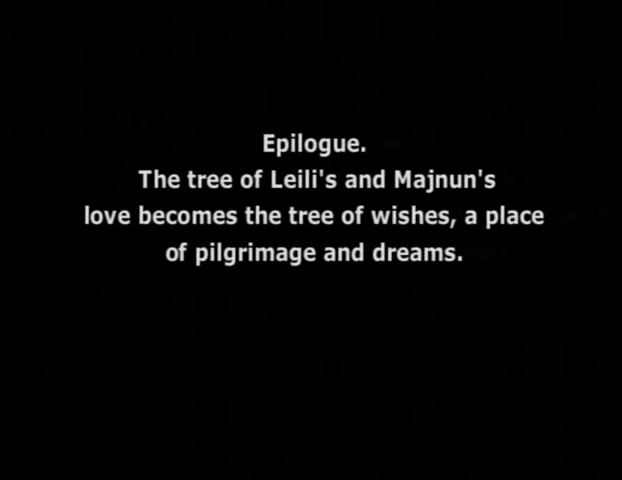 Epilogue.
The tree of Leili's and Majnun's
love becomes the tree of wishes, a place
of pilgrimage and dreams.